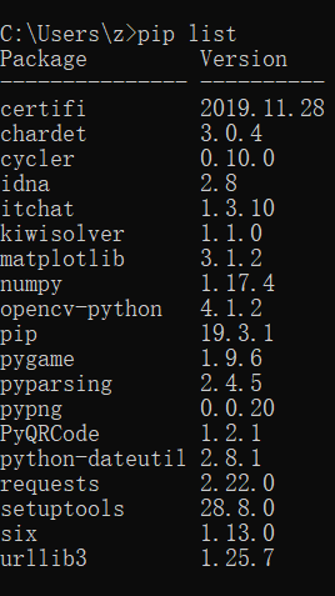 C:\Users\z>pip list
Package         Version
--------------- ----------
certifi         2019.11.28
chardet         3.0.4
cycler          0.10.0
idna            2.8
itchat          1.3.10
kiwisolver      1.1.0
matplotlib      3.1.2
numpy           1.17.4
opencv-python   4.1.2
pip             19.3.1
pygame          1.9.6
pyparsing       2.4.5
pypng           0.0.20
PyQRCode        1.2.1
python-dateutil 2.8.1
requests        2.22.0
setuptools      28.8.0
six             1.13.0
urllib3         1.25.7